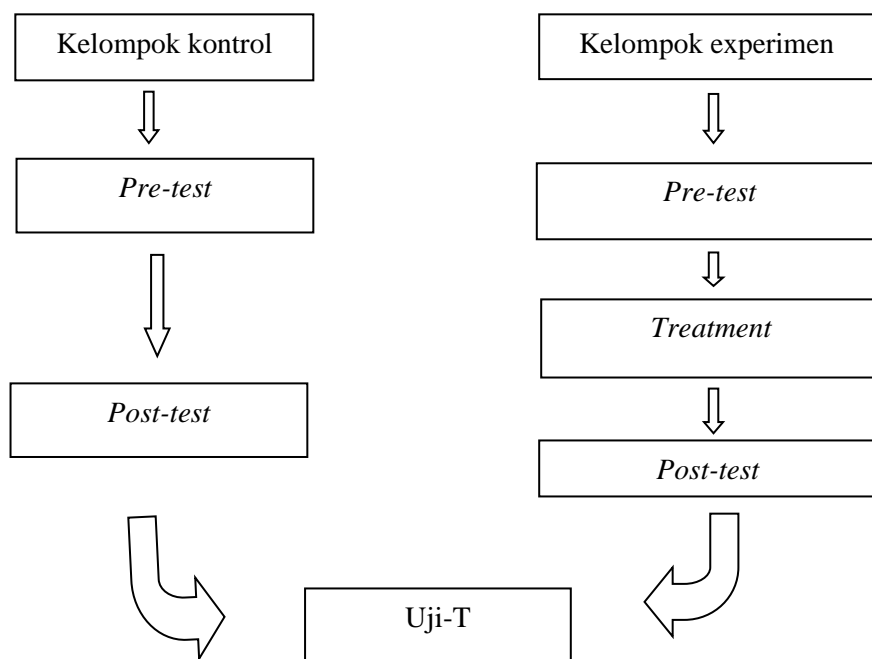 Kelompok kontrol
Kelompok experimen
Pre-test
Pre-test
Treatment
Post-test
Post-test
Uji-T